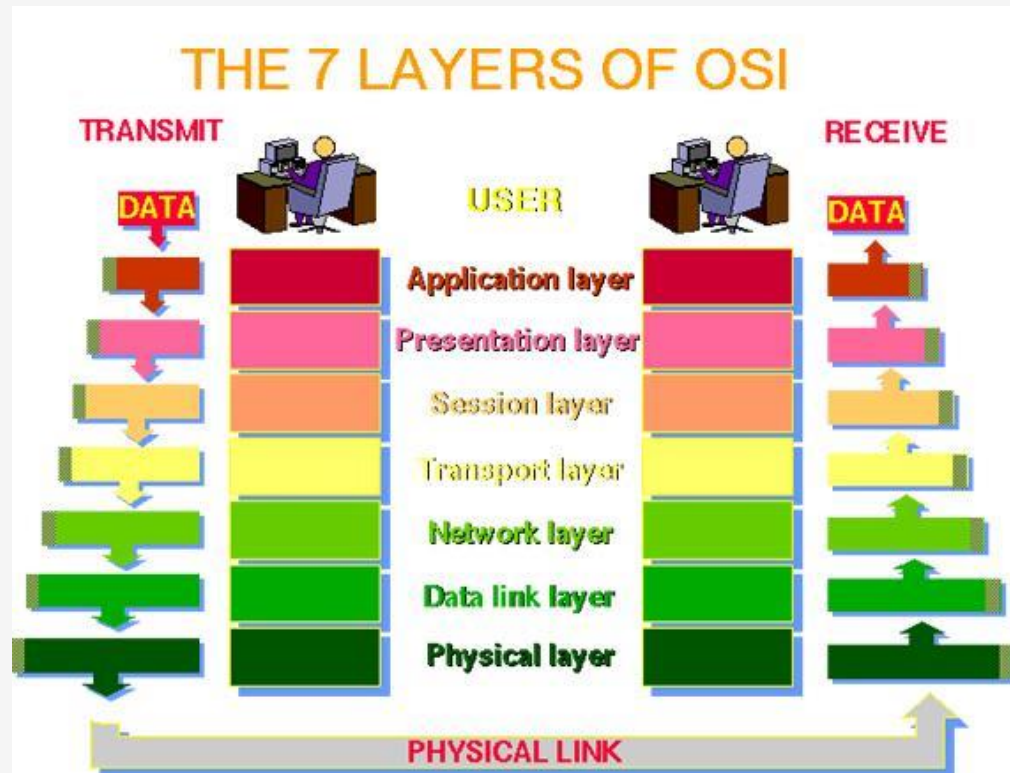 THE 7 LAYERS OF OSI
TRANSMIT
RECEIVE
USER
DATA
DATA
Application layer
Presentation layer
Session layer
Transport layer
Network layer
Data link layer
Physical layer
PHYSICAL LINK